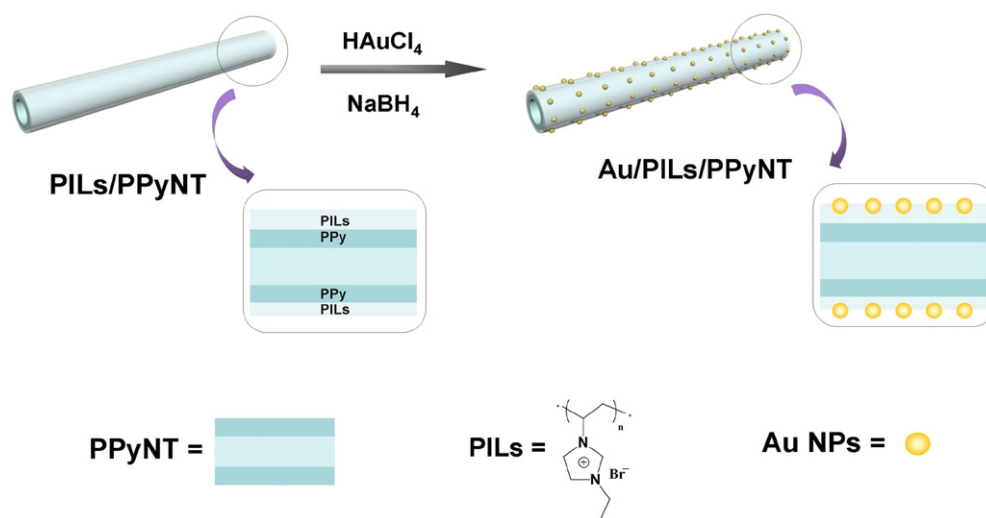 HAuCl₄
NaBH₄
PILs/PPyNT
Au/PILs/PPyNT
PILs
PPy
PPy
PILs
PPyNT =
PILs =
* ( ) * n
N
⊕
N
Br⁻
Au NPs =